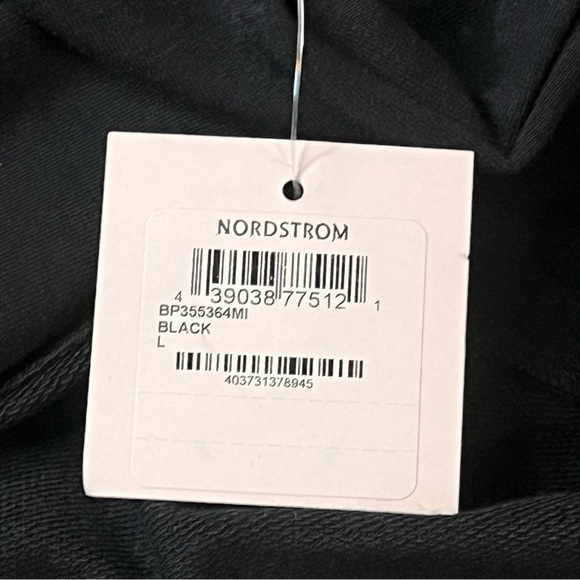 NORDSTROM
4 39038 77512 1
BP355364MI
BLACK
L
403731378945